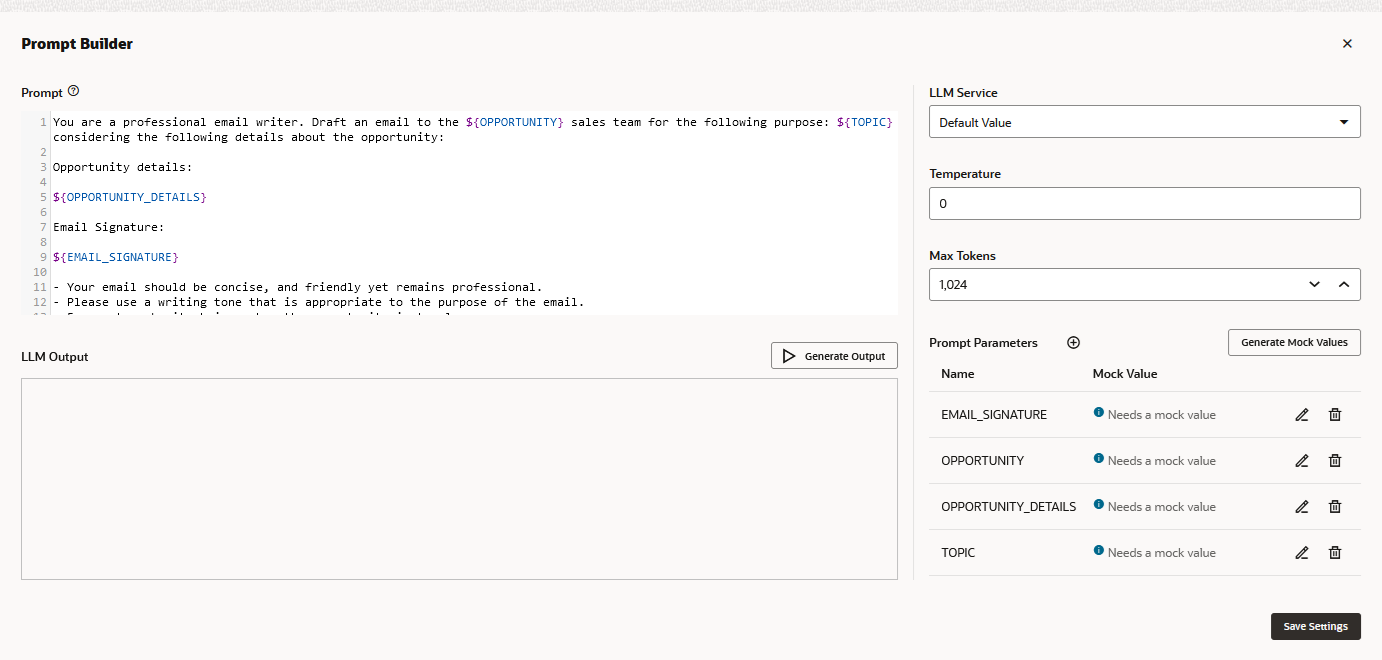 Prompt Builder
Prompt
1 You are a professional email writer. Draft an email to the ${OPPORTUNITY} sales team for the following purpose: ${TOPIC}
considering the following details about the opportunity:
2
3 Opportunity details:
4
5 ${OPPORTUNITY_DETAILS}
6
7 Email Signature:
8
9 ${EMAIL_SIGNATURE}
10
11 - Your email should be concise, and friendly yet remains professional.
12 - Please use a writing tone that is appropriate to the purpose of the email.
LLM Output
Generate Output
LLM Service
Default Value
Temperature
0
Max Tokens
1,024
Prompt Parameters
Generate Mock Values
Name Mock Value
EMAIL_SIGNATURE Needs a mock value
OPPORTUNITY Needs a mock value
OPPORTUNITY_DETAILS Needs a mock value
TOPIC Needs a mock value
Save Settings